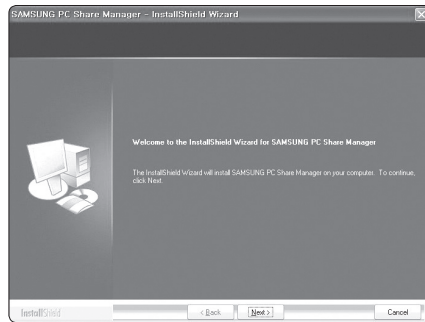 SAMSUNG PC Share Manager - InstallShield Wizard
Welcome to the InstallShield Wizard for SAMSUNG PC Share Manager
The InstallShield Wizard will install SAMSUNG PC Share Manager on your computer. To continue,
click Next.
InstallShield
< Back Next > Cancel